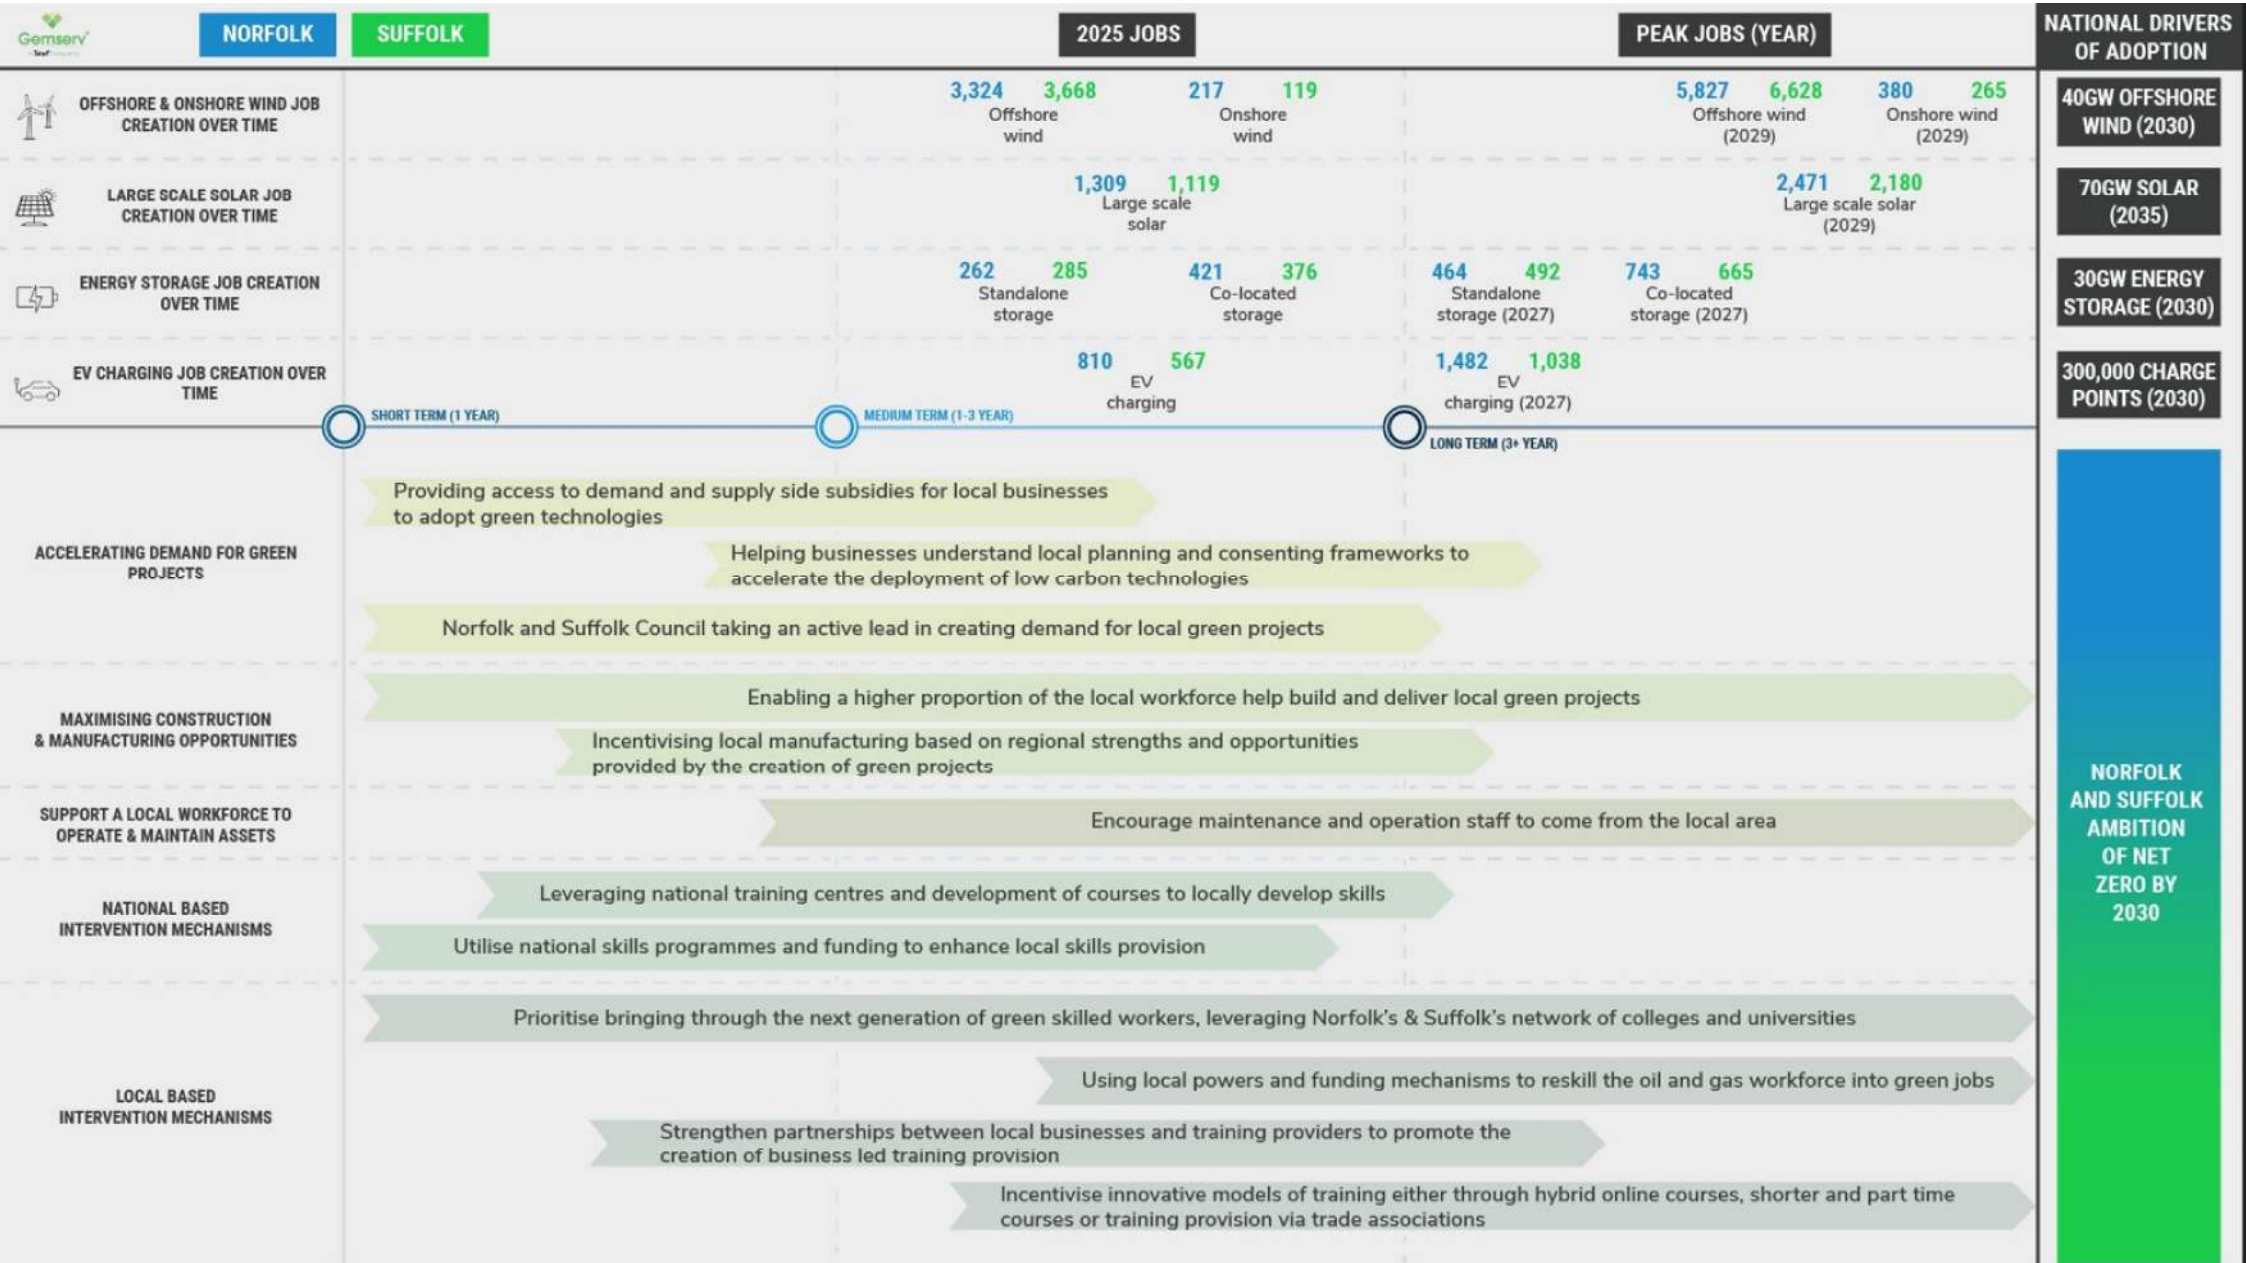 Gemserv
NORFOLK
SUFFOLK
2025 JOBS
PEAK JOBS (YEAR)
NATIONAL DRIVERS
OF ADOPTION
OFFSHORE & ONSHORE WIND JOB
CREATION OVER TIME
3,324 3,668
Offshore
wind
217 119
Onshore
wind
5,827 6,628
Offshore wind
(2029)
380 265
Onshore wind
(2029)
40GW OFFSHORE
WIND (2030)
LARGE SCALE SOLAR JOB
CREATION OVER TIME
1,309 1,119
Large scale
solar
2,471 2,180
Large scale solar
(2029)
70GW SOLAR
(2035)
ENERGY STORAGE JOB CREATION
OVER TIME
262 285
Standalone
storage
421 376
Co-located
storage
464 492
Standalone
storage (2027)
743 665
Co-located
storage (2027)
30GW ENERGY
STORAGE (2030)
EV CHARGING JOB CREATION OVER
TIME
810 567
EV
charging
1,482 1,038
EV
charging (2027)
300,000 CHARGE
POINTS (2030)
SHORT TERM (1 YEAR)
MEDIUM TERM (1-3 YEAR)
LONG TERM (3+ YEAR)
ACCELERATING DEMAND FOR GREEN
PROJECTS
Providing access to demand and supply side subsidies for local businesses
to adopt green technologies
Helping businesses understand local planning and consenting frameworks to
accelerate the deployment of low carbon technologies
Norfolk and Suffolk Council taking an active lead in creating demand for local green projects
MAXIMISING CONSTRUCTION
& MANUFACTURING OPPORTUNITIES
Enabling a higher proportion of the local workforce help build and deliver local green projects
Incentivising local manufacturing based on regional strengths and opportunities
provided by the creation of green projects
SUPPORT A LOCAL WORKFORCE TO
OPERATE & MAINTAIN ASSETS
Encourage maintenance and operation staff to come from the local area
NATIONAL BASED
INTERVENTION MECHANISMS
Leveraging national training centres and development of courses to locally develop skills
Utilise national skills programmes and funding to enhance local skills provision
LOCAL BASED
INTERVENTION MECHANISMS
Prioritise bringing through the next generation of green skilled workers, leveraging Norfolk's & Suffolk's network of colleges and universities
Using local powers and funding mechanisms to reskill the oil and gas workforce into green jobs
Strengthen partnerships between local businesses and training providers to promote the
creation of business led training provision
Incentivise innovative models of training either through hybrid online courses, shorter and part time
courses or training provision via trade associations
NORFOLK
AND SUFFOLK
AMBITION
OF NET
ZERO BY
2030